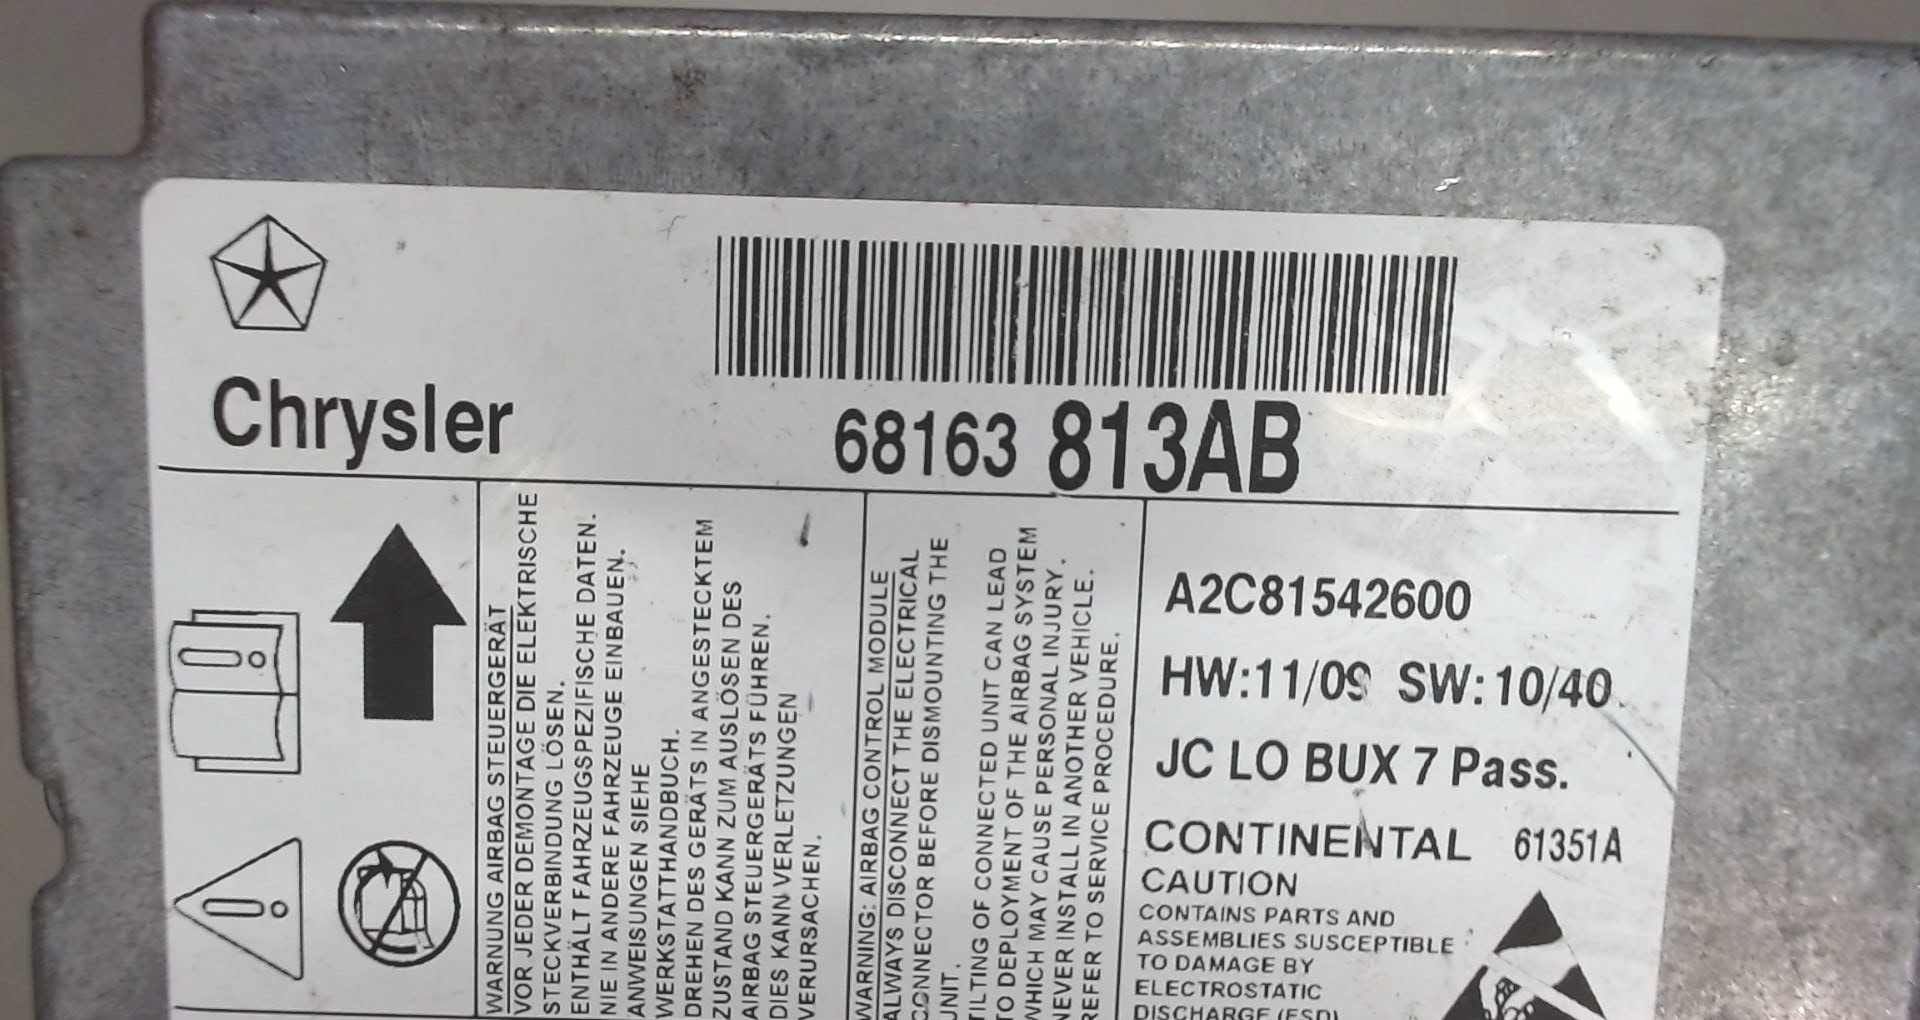 Chrysler
68163 813AB
WARNUNG AIRBAG STEUERGERÄT
VOR JEDER DEMONTAGE DIE ELEKTRISCHE
STECKVERBINDUNG LÖSEN.
ENTHÄLT FAHRZEUGSPEZIFISCHE DATEN.
NIE IN ANDERE FAHRZEUGE EINBAUEN.
ANWEISUNGEN SIEHE
WERKSTATTHANDBUCH.
DREHEN DES GERÄTS IN ANGESTECKTEM
ZUSTAND KANN ZUM AUSLÖSEN DES
AIRBAG STEUERGERÄTS FÜHREN.
DIES KANN VERLETZUNGEN
VERURSACHEN.
WARNING: AIRBAG CONTROL MODULE
ALWAYS DISCONNECT THE ELECTRICAL
CONNECTOR BEFORE DISMOUNTING THE
UNIT.
TILTING OF CONNECTED UNIT CAN LEAD
TO DEPLOYMENT OF THE AIRBAG SYSTEM
WHICH MAY CAUSE PERSONAL INJURY.
NEVER INSTALL IN ANOTHER VEHICLE.
REFER TO SERVICE PROCEDURE.
A2C81542600
HW:11/09 SW:10/40
JC LO BUX 7 Pass.
CONTINENTAL 61351A
CAUTION
CONTAINS PARTS AND
ASSEMBLIES SUSCEPTIBLE
TO DAMAGE BY
ELECTROSTATIC
DISCHARGE (ESD)